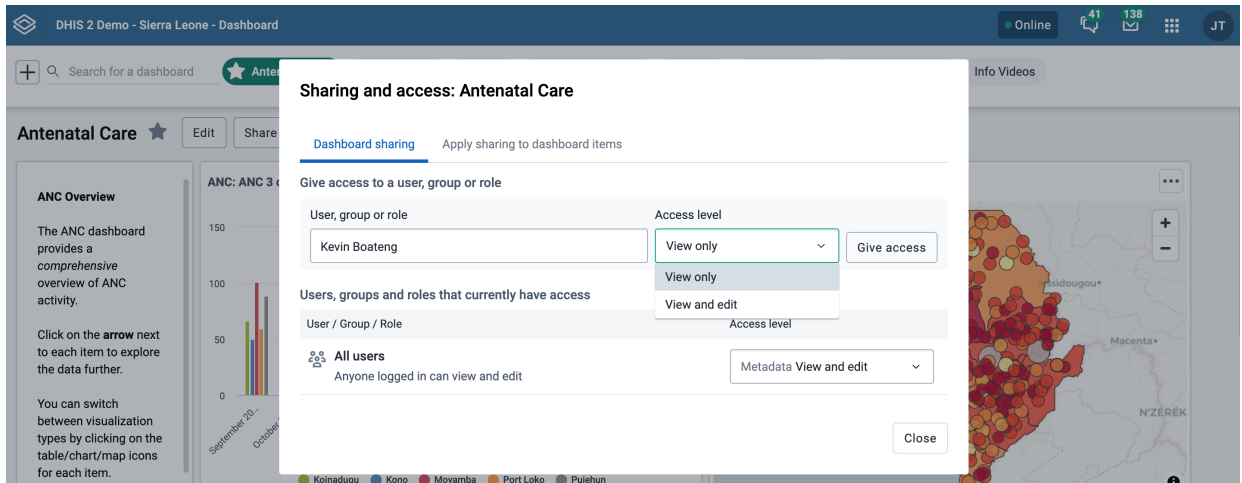 DHIS 2 Demo - Sierra Leone - Dashboard
Online
41
138
JT
Search for a dashboard
Info Videos
Antenatal Care
Edit
Share
ANC Overview
The ANC dashboard
provides a
comprehensive
overview of ANC
activity.
Click on the arrow next
to each item to explore
the data further.
You can switch
between visualization
types by clicking on the
table/chart/map icons
for each item.
ANC: ANC 3
150
100
50
0
September 20...
Sharing and access: Antenatal Care
Dashboard sharing
Apply sharing to dashboard items
Give access to a user, group or role
User, group or role
Access level
Kevin Boateng
View only
Give access
View only
View and edit
Users, groups and roles that currently have access
User / Group / Role
Access level
All users
Anyone logged in can view and edit
Metadata View and edit
Close
Koinadugu
Kono
Moyamba
Port Loko
Pujehun
Macenta
N'ZÉRÉK